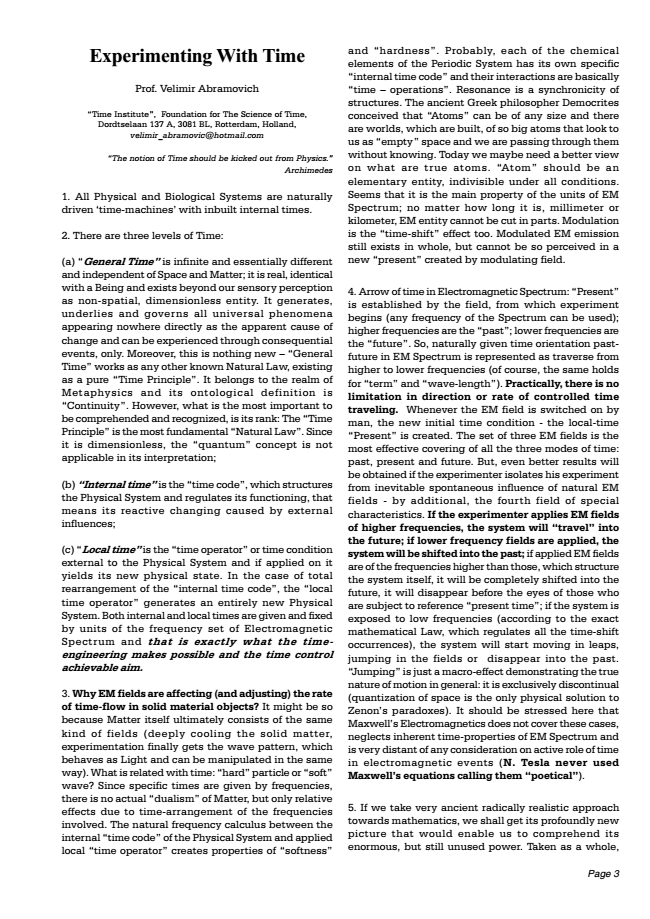 Experimenting With Time
Prof. Velimir Abramovich
"Time Institute",  Foundation for The Science of Time,
Dordtselaan 137 A, 3081 BL, Rotterdam, Holland,
velimir_abramovic@hotmail.com
"The notion of Time should be kicked out from Physics."
Archimedes
1. All Physical and Biological Systems are naturally
driven 'time-machines' with inbuilt internal times.
2. There are three levels of Time:
(a) "General Time" is infinite and essentially different
and independent of Space and Matter; it is real, identical
with a Being and exists beyond our sensory perception
as non-spatial, dimensionless entity. It generates,
underlies and governs all universal phenomena
appearing nowhere directly as the apparent cause of
change and can be experienced through consequential
events, only. Moreover, this is nothing new – "General
Time" works as any other known Natural Law, existing
as a pure "Time Principle". It belongs to the realm of
Metaphysics and its ontological definition is
"Continuity". However, what is the most important to
be comprehended and recognized, is its rank: The "Time
Principle" is the most fundamental "Natural Law". Since
it is dimensionless, the "quantum" concept is not
applicable in its interpretation;
(b) "Internal time" is the "time code", which structures
the Physical System and regulates its functioning, that
means its reactive changing caused by external
influences;
(c) "Local time" is the "time operator" or time condition
external to the Physical System and if applied on it
yields its new physical state. In the case of total
rearrangement of the "internal time code", the "local
time operator" generates an entirely new Physical
System. Both internal and local times are given and fixed
by units of the frequency set of Electromagnetic
Spectrum and that is exactly what the time-
engineering makes possible and the time control
achievable aim.
3. Why EM fields are affecting (and adjusting) the rate
of time-flow in solid material objects? It might be so
because Matter itself ultimately consists of the same
kind of fields (deeply cooling the solid matter,
experimentation finally gets the wave pattern, which
behaves as Light and can be manipulated in the same
way). What is related with time: "hard" particle or "soft"
wave? Since specific times are given by frequencies,
there is no actual "dualism" of Matter, but only relative
effects due to time-arrangement of the frequencies
involved. The natural frequency calculus between the
internal "time code" of the Physical System and applied
local "time operator" creates properties of "softness"
and "hardness". Probably, each of the chemical
elements of the Periodic System has its own specific
"internal time code" and their interactions are basically
"time – operations". Resonance is a synchronicity of
structures. The ancient Greek philosopher Democrites
conceived that "Atoms" can be of any size and there
are worlds, which are built, of so big atoms that look to
us as "empty" space and we are passing through them
without knowing. Today we maybe need a better view
on what are true atoms. "Atom" should be an
elementary entity, indivisible under all conditions.
Seems that it is the main property of the units of EM
Spectrum; no matter how long it is, millimeter or
kilometer, EM entity cannot be cut in parts. Modulation
is the "time-shift" effect too. Modulated EM emission
still exists in whole, but cannot be so perceived in a
new "present" created by modulating field.
4. Arrow of time in Electromagnetic Spectrum: "Present"
is established by the field, from which experiment
begins (any frequency of the Spectrum can be used);
higher frequencies are the "past"; lower frequencies are
the "future". So, naturally given time orientation past-
future in EM Spectrum is represented as traverse from
higher to lower frequencies (of course, the same holds
for "term" and "wave-length"). Practically, there is no
limitation in direction or rate of controlled time
traveling.  Whenever the EM field is switched on by
man, the new initial time condition - the local-time
"Present" is created. The set of three EM fields is the
most effective covering of all the three modes of time:
past, present and future. But, even better results will
be obtained if the experimenter isolates his experiment
from inevitable spontaneous influence of natural EM
fields - by additional, the fourth field of special
characteristics. If the experimenter applies EM fields
of higher frequencies, the system will "travel" into
the future; if lower frequency fields are applied, the
system will be shifted into the past; if applied EM fields
are of the frequencies higher than those, which structure
the system itself, it will be completely shifted into the
future, it will disappear before the eyes of those who
are subject to reference "present time"; if the system is
exposed to low frequencies (according to the exact
mathematical Law, which regulates all the time-shift
occurrences), the system will start moving in leaps,
jumping in the fields or  disappear into the past.
"Jumping" is just a macro-effect demonstrating the true
nature of motion in general: it is exclusively discontinual
(quantization of space is the only physical solution to
Zenon's paradoxes). It should be stressed here that
Maxwell's Electromagnetics does not cover these cases,
neglects inherent time-properties of EM Spectrum and
is very distant of any consideration on active role of time
in electromagnetic events (N. Tesla never used
Maxwell's equations calling them "poetical").
5. If we take very ancient radically realistic approach
towards mathematics, we shall get its profoundly new
picture that would enable us to comprehend its
enormous, but still unused power. Taken as a whole,
Page 3